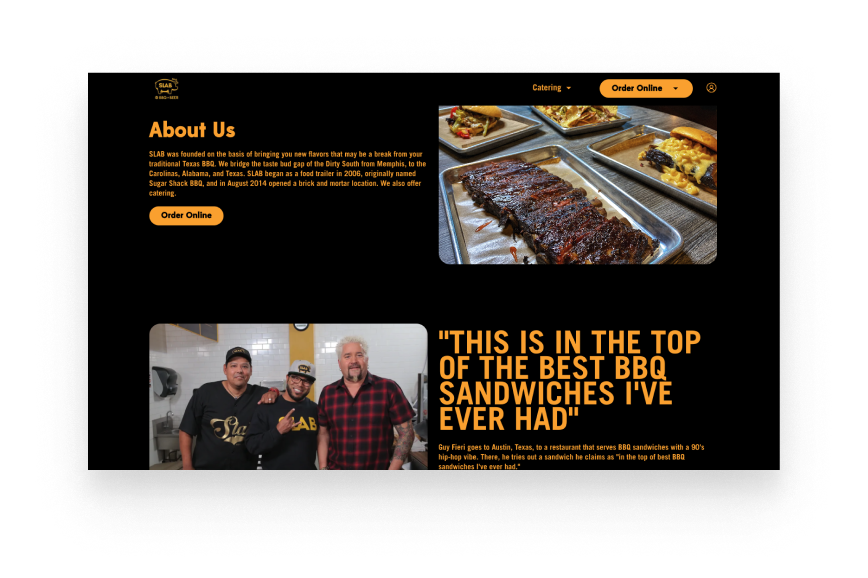 SLAB
Catering
Order Online
About Us
SLAB was founded on the basis of bringing you new flavors that may be a break from your
traditional Texas BBQ. We bridge the taste bud gap of the Dirty South from Memphis, to the
Carolinas, Alabama, and Texas. SLAB began as a food trailer in 2006, originally named
Sugar Shack BBQ, and in August 2014 opened a brick and mortar location. We also offer
catering.
Order Online
"THIS IS IN THE TOP
OF THE BEST BBQ
SANDWICHES I'VE
EVER HAD"
SLAB
Guy Fieri goes to Austin, Texas, to a restaurant that serves BBQ sandwiches with a 90's
hip-hop vibe. There, he tries out a sandwich he claims as "in the top of best BBQ
sandwiches I've ever had."